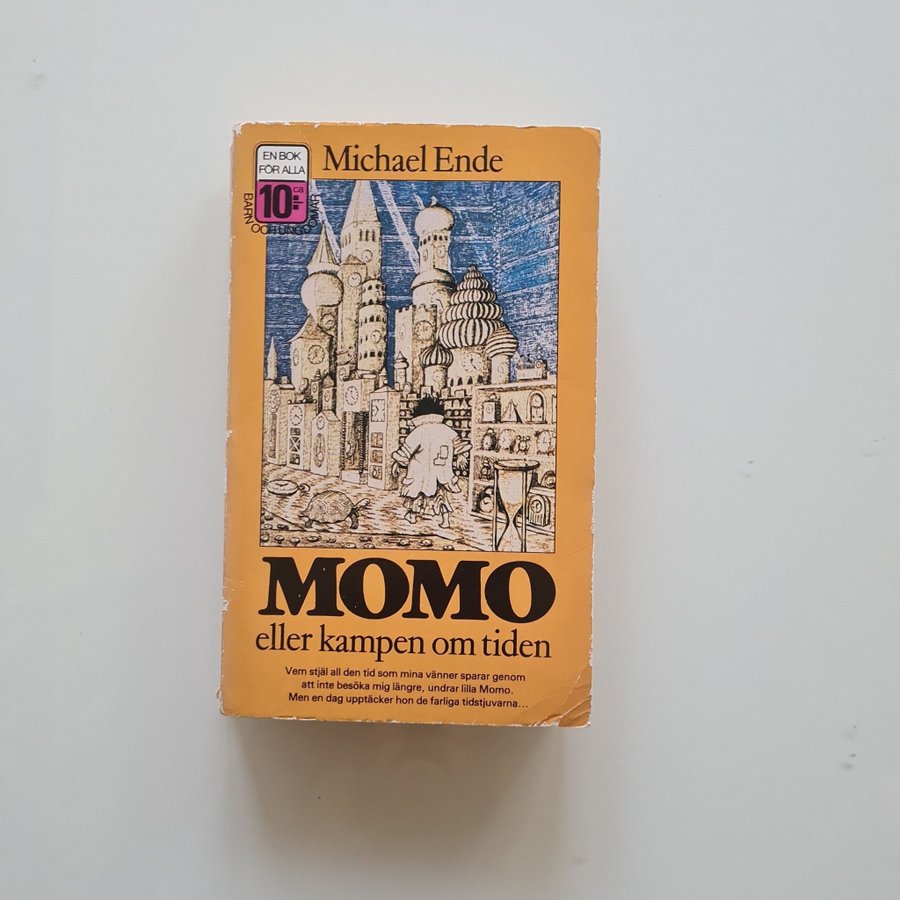 EN BOK
FÖR ALLA
ca
10:-
BARN OCH UNGDOMAR
Michael Ende
MOMO
eller kampen om tiden
Vem stjäl all den tid som mina vänner sparar genom
att inte besöka mig längre, undrar lilla Momo.
Men en dag upptäcker hon de farliga tidstjuvarna...